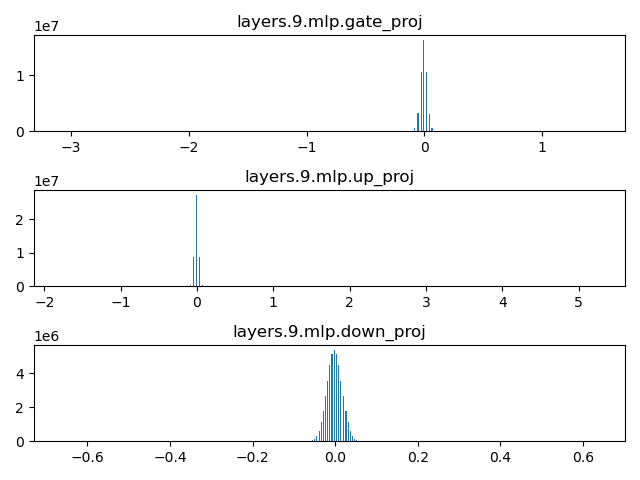 layers.9.mlp.gate_proj
1e7
1
0
−3 −2 −1 0 1
layers.9.mlp.up_proj
1e7
2
1
0
−2 −1 0 1 2 3 4 5
layers.9.mlp.down_proj
1e6
4
2
0
−0.6 −0.4 −0.2 0.0 0.2 0.4 0.6